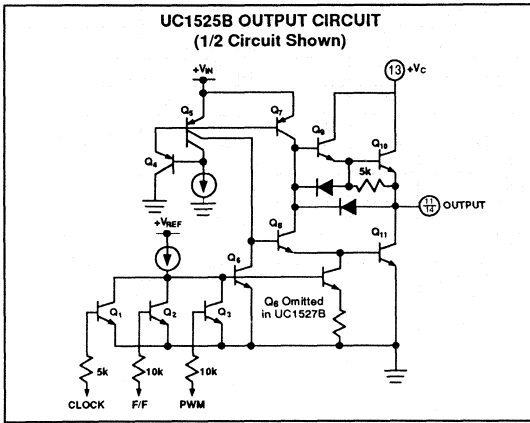 UC1525B OUTPUT CIRCUIT
(1/2 Circuit Shown)
+VIN
13 +VC
Q5
Q7
Q9
Q10
Q4
5k
11/14 OUTPUT
+VREF
Q8
Q11
Q6
Q1
Q2
Q3
Q6 Omitted
in UC1527B
5k
10k
10k
CLOCK
F/F
PWM